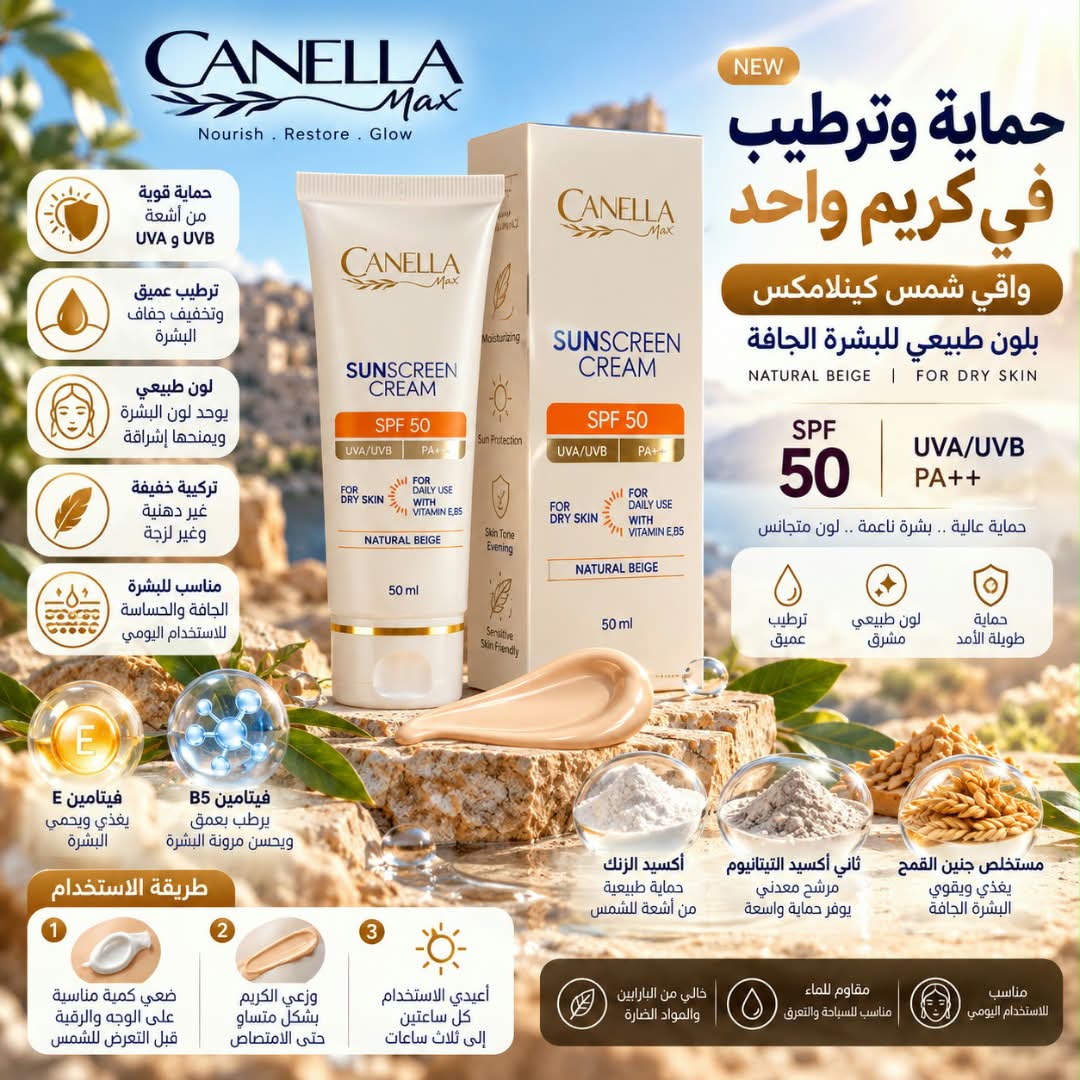 CANELLA
Max
Nourish . Restore . Glow
NEW
حماية وترطيب
في كريم واحد
واقي شمس كينلامكس
بلون طبيعي للبشرة الجافة
NATURAL BEIGE | FOR DRY SKIN
SPF
50
UVA/UVB
PA++
حماية عالية .. بشرة ناعمة .. لون متجانس
حماية
طويلة الأمد
لون طبيعي
مشرق
ترطيب
عميق
حماية قوية
من أشعة
UVB و UVA
ترطيب عميق
وتخفيف جفاف
البشرة
لون طبيعي
يوحد لون البشرة
ويمنحها إشراقة
تركيبة خفيفة
غير دهنية
وغير لزجة
مناسب للبشرة
الجافة والحساسة
للاستخدام اليومي
CANELLA
Max
SUNSCREEN
CREAM
SPF 50
UVA/UVB
PA++
FOR
DRY SKIN
FOR
DAILY USE
WITH
VITAMIN E,B5
NATURAL BEIGE
50 ml
Moisturizing
Sun Protection
Skin Tone
Evening
Sensitive
Skin Friendly
CANELLA
Max
SUNSCREEN
CREAM
SPF 50
UVA/UVB
PA++
FOR
DRY SKIN
FOR
DAILY USE
WITH
VITAMIN E,B5
NATURAL BEIGE
50 ml
E
فيتامين E
يغذي ويحمي
البشرة
فيتامين B5
يرطب بعمق
ويحسن مرونة البشرة
أكسيد الزنك
حماية طبيعية
من أشعة للشمس
ثاني أكسيد التيتانيوم
مرشح معدني
يوفر حماية واسعة
مستخلص جنين القمح
يغذي ويقوي
البشرة الجافة
طريقة الاستخدام
1
ضعي كمية مناسبة
على الوجه والرقبة
قبل التعرض للشمس
2
وزعي الكريم
بشكل متساوٍ
حتى الامتصاص
3
أعيدي الاستخدام
كل ساعتين
إلى ثلاث ساعات
مناسب
للاستخدام اليومي
مقاوم للماء
مناسب للسباحة والتعرق
خالي من البارابين
والمواد الضارة